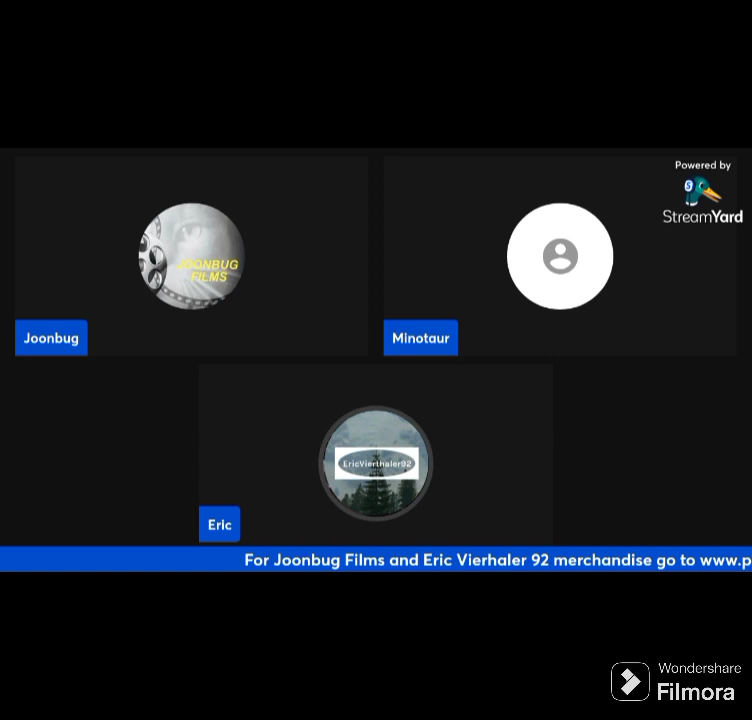 Powered by
StreamYard
JOONBUG
FILMS
Joonbug
Minotaur
EricVierthaler92
Eric
For Joonbug Films and Eric Vierhaler 92 merchandise go to www.p
Wondershare
Filmora